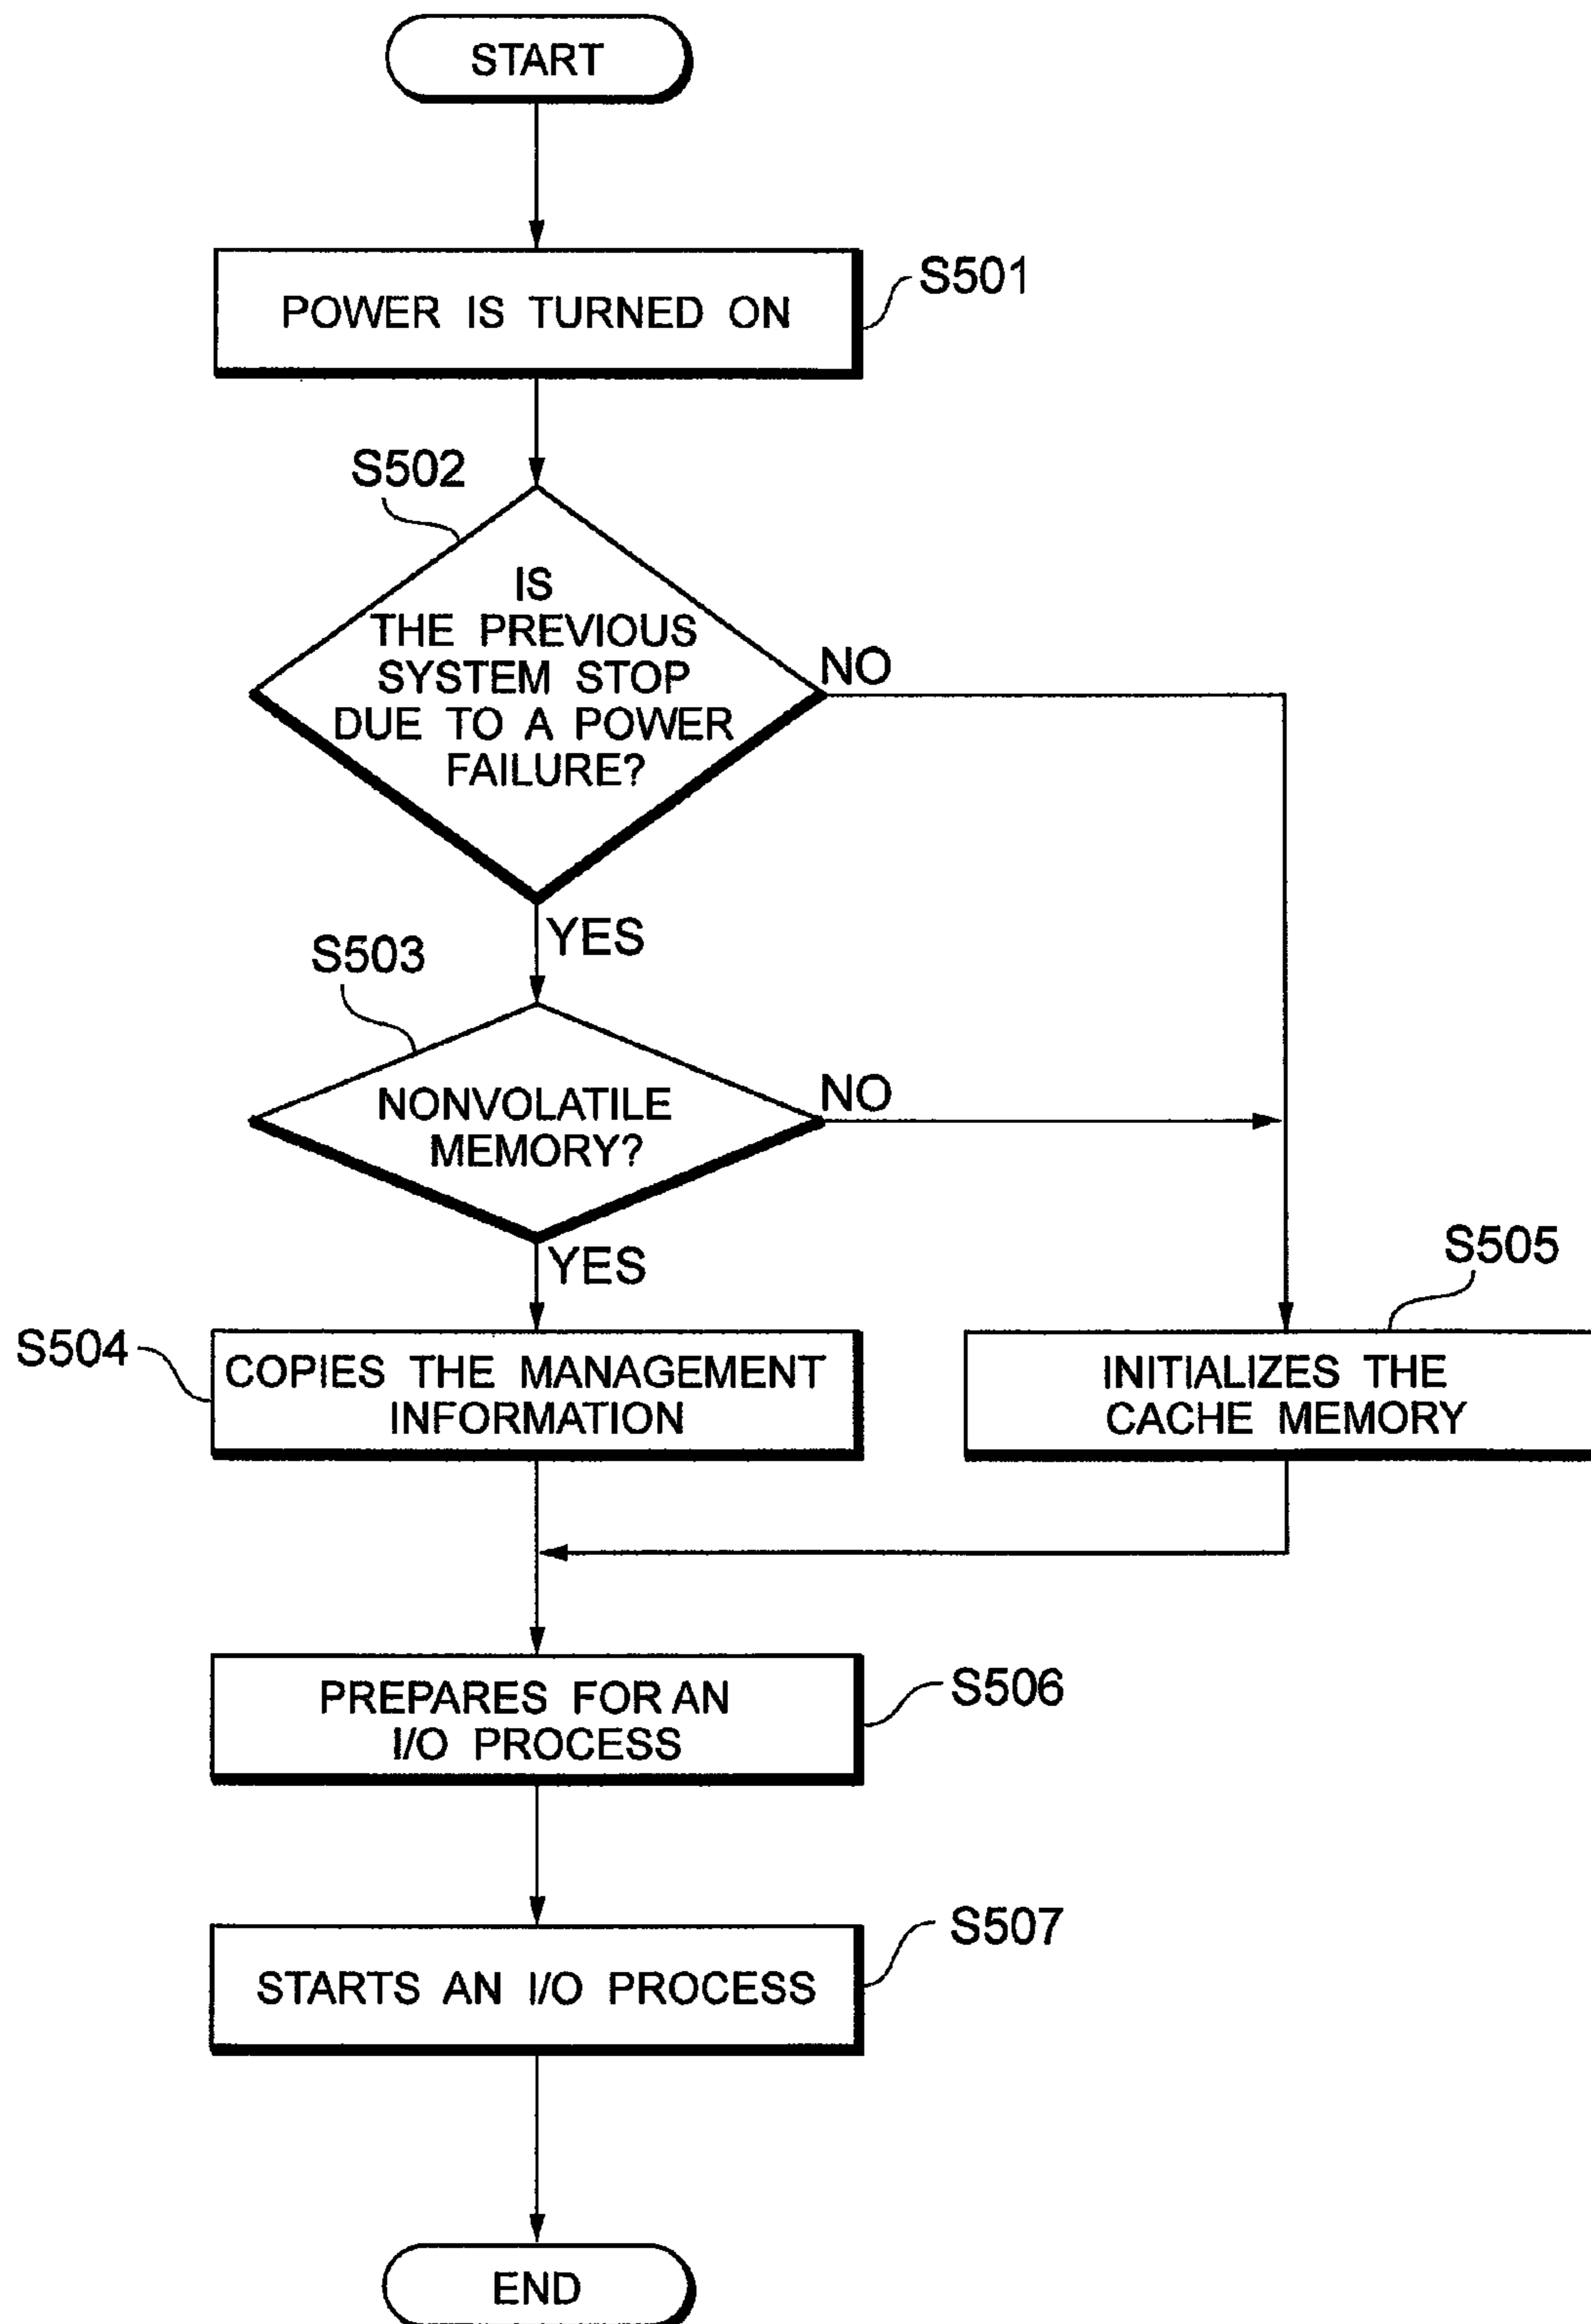 START
POWER IS TURNED ON
S501
S502
IS
THE PREVIOUS
SYSTEM STOP
DUE TO A POWER
FAILURE?
NO
YES
S503
NONVOLATILE
MEMORY?
NO
YES
S504
COPIES THE MANAGEMENT
INFORMATION
S505
INITIALIZES THE
CACHE MEMORY
PREPARES FOR AN
I/O PROCESS
S506
STARTS AN I/O PROCESS
S507
END